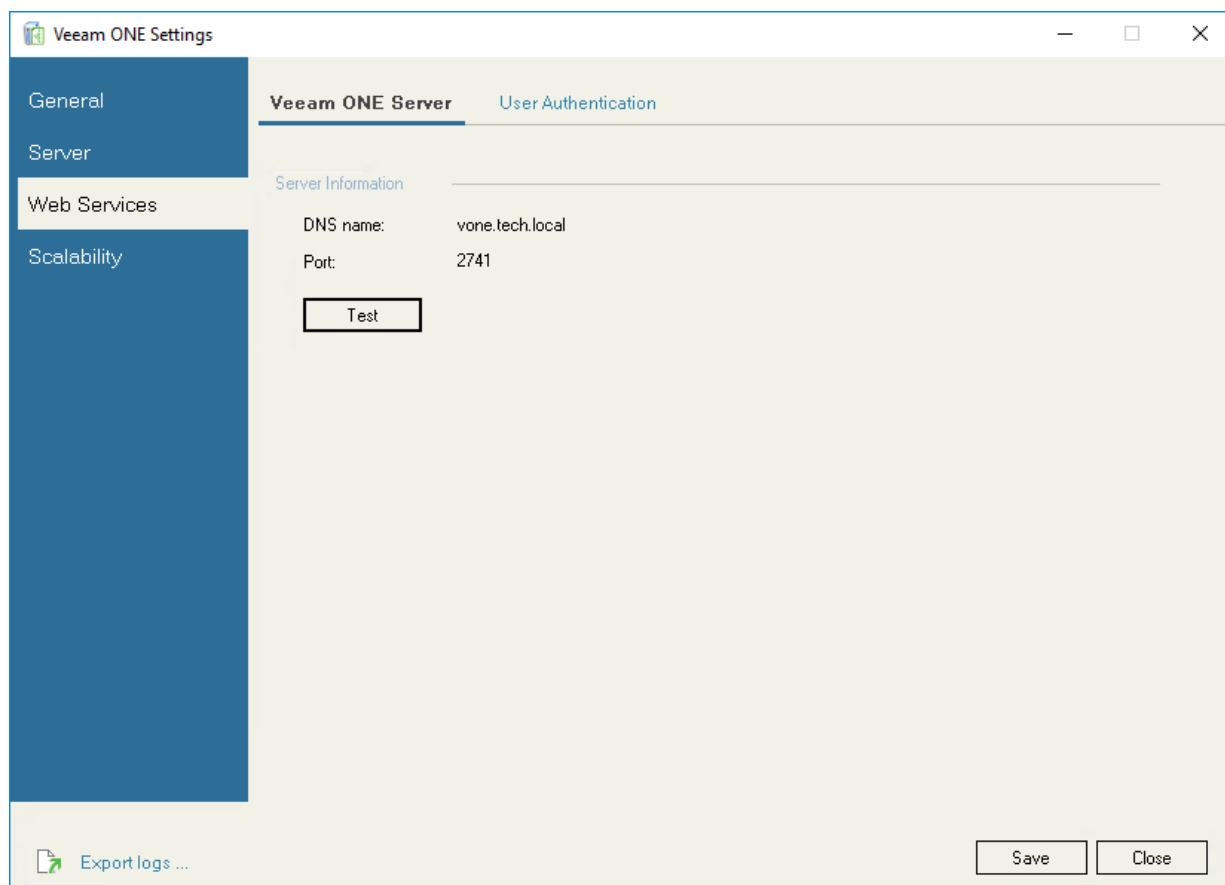 Veeam ONE Settings
General
Server
Web Services
Scalability
Veeam ONE Server User Authentication
Server Information
DNS name: vone.tech.local
Port: 2741
Test
Export logs ...
Save Close